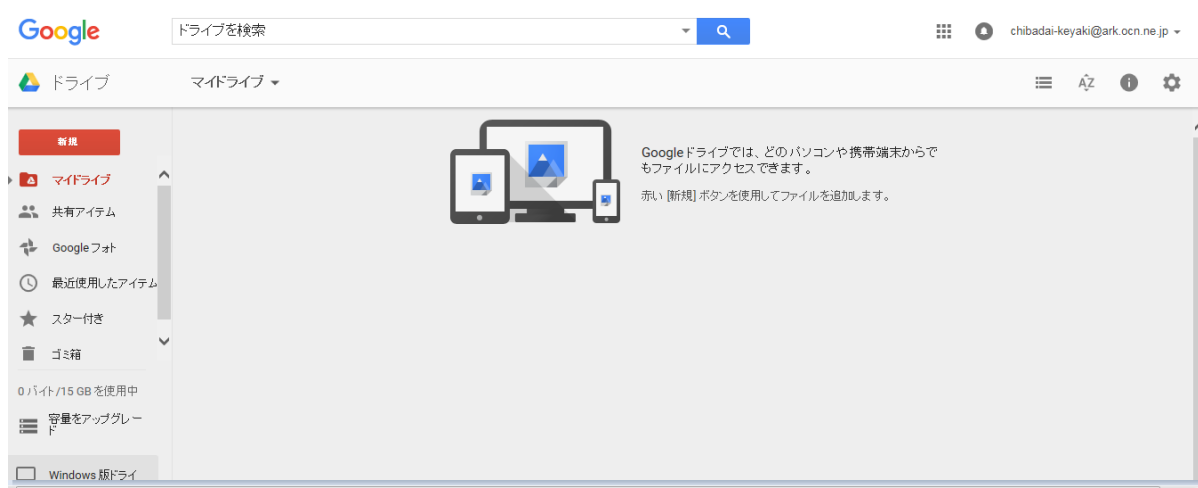 Google
ドライブを検索
chibadai-keyaki@ark.ocn.ne.jp
ドライブ
マイドライブ
AZ
新規
マイドライブ
共有アイテム
Googleフォト
最近使用したアイテム
スター付き
ゴミ箱
0 バイト/15 GB を使用中
容量をアップグレー
ド
Windows 版ドライ
Googleドライブでは、どのパソコンや携帯端末からで
もファイルにアクセスできます。
赤い [新規] ボタンを使用してファイルを追加します。